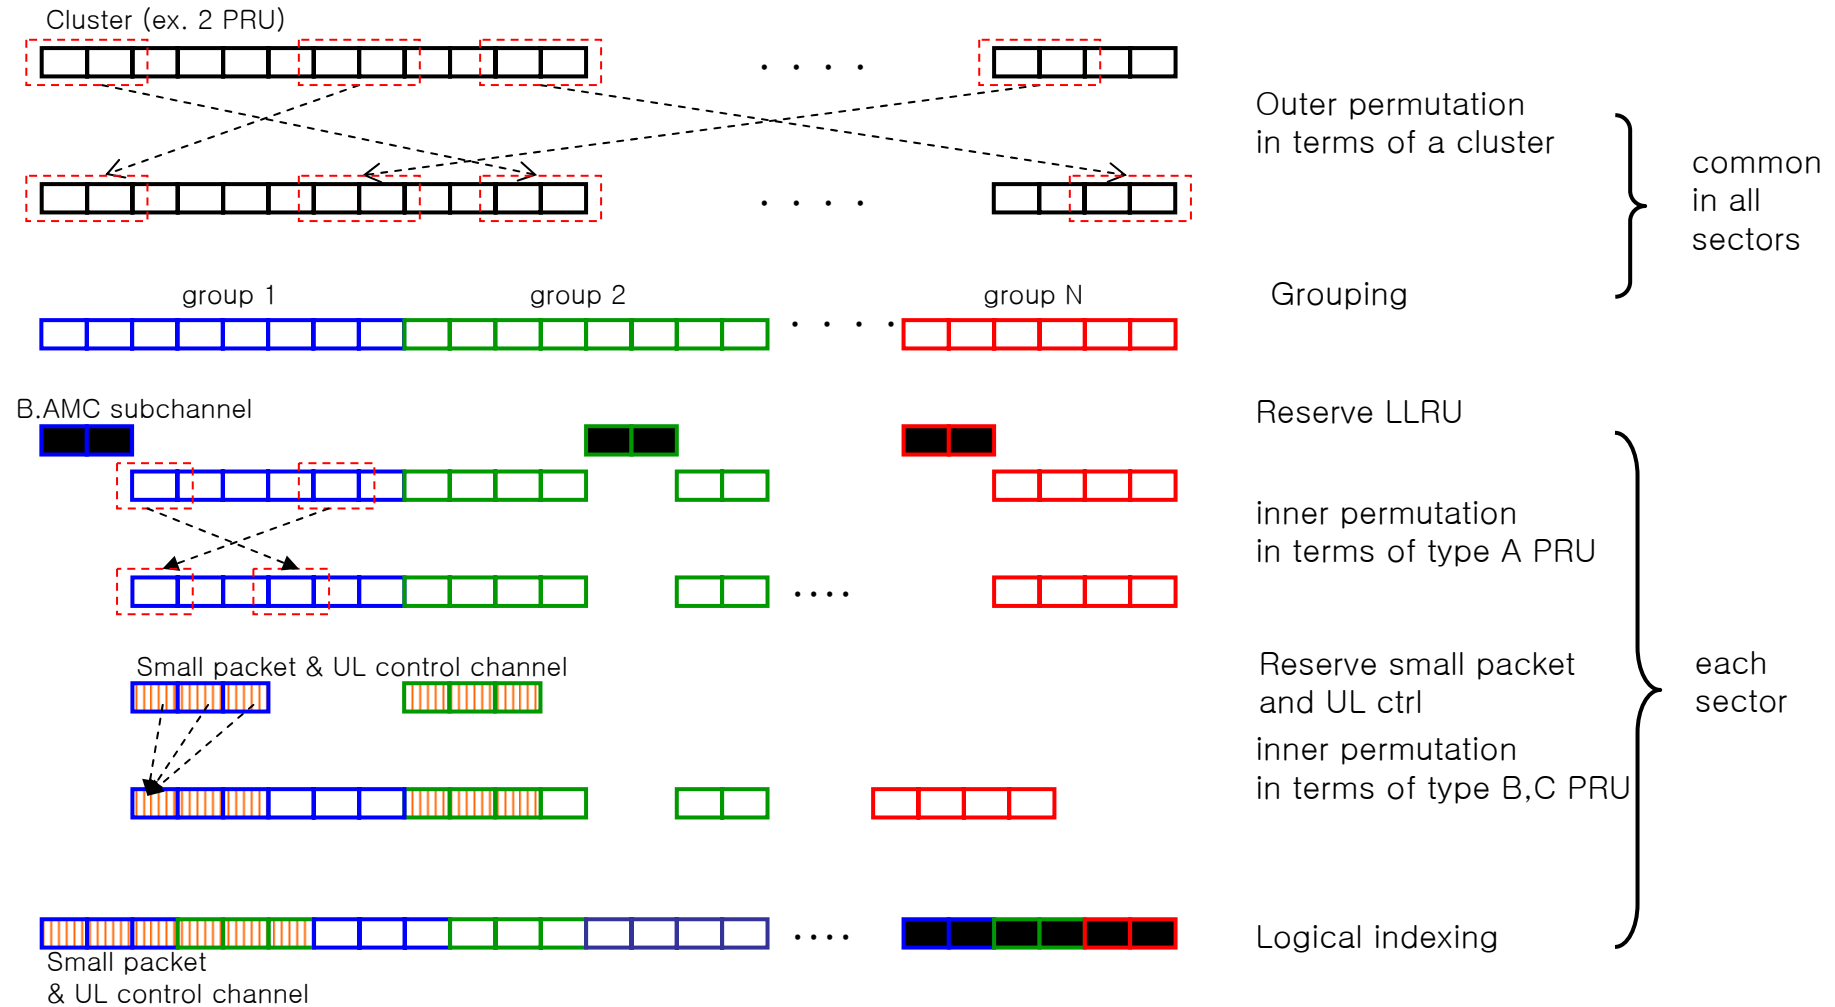 Cluster (ex. 2 PRU)
. . . .
Outer permutation
in terms of a cluster
common
in all
sectors
. . . .
group 1
group 2
group N
Grouping
. . . .
B.AMC subchannel
Reserve LLRU
inner permutation
in terms of type A PRU
....
Small packet & UL control channel
Reserve small packet
and UL ctrl
each
sector
inner permutation
in terms of type B,C PRU
....
Logical indexing
Small packet
& UL control channel